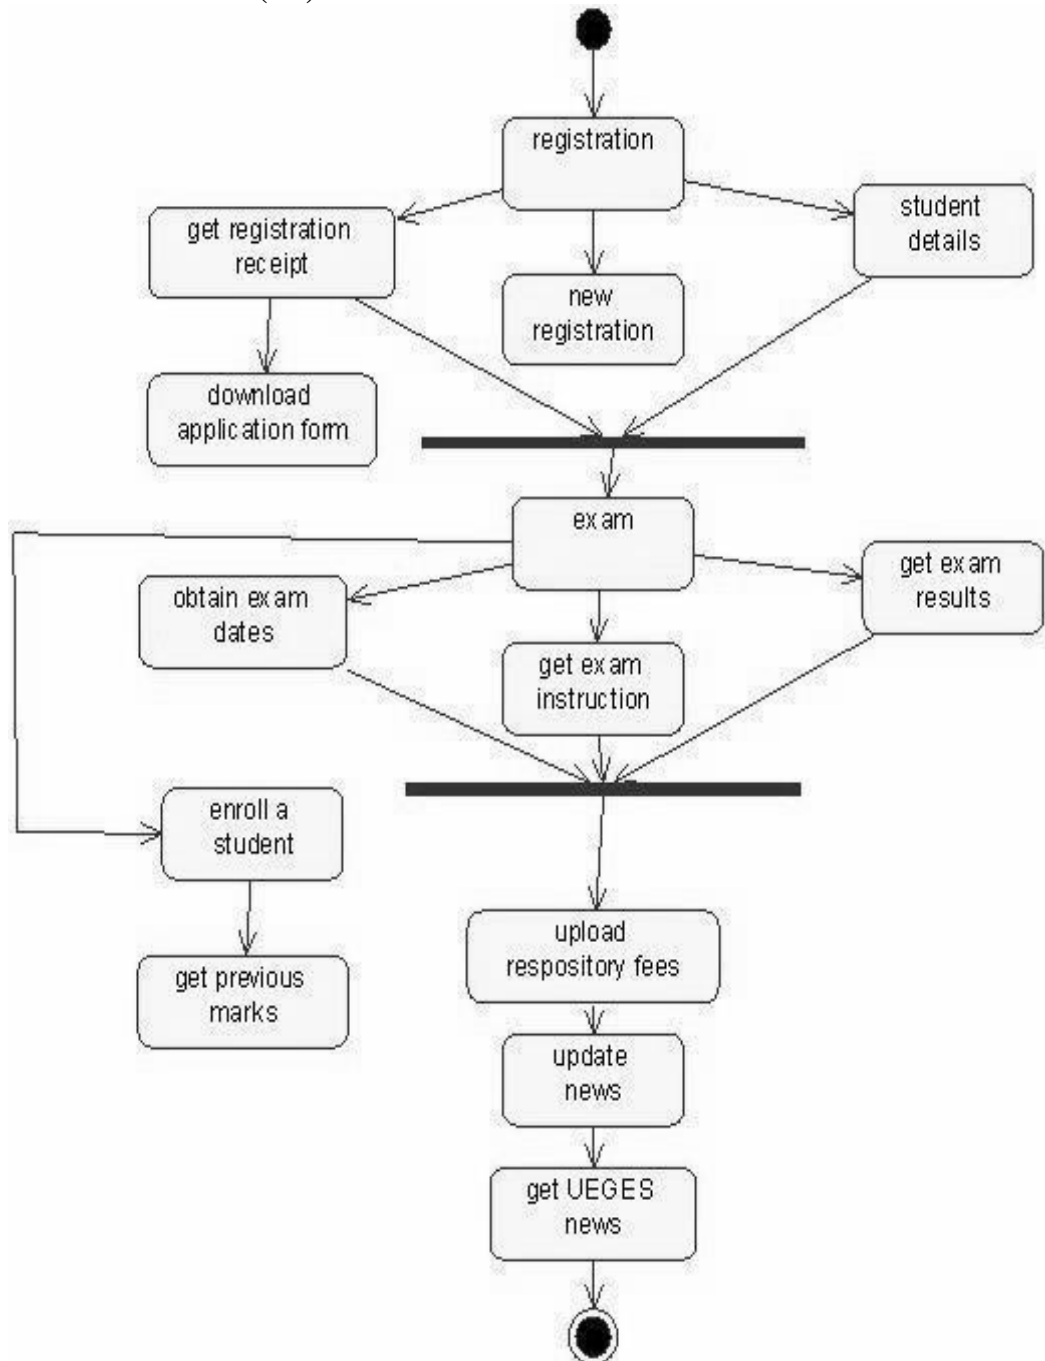 registration
student
details
get registration
receipt
new
registration
download
application form
exam
get exam
results
obtain exam
dates
get exam
instruction
enroll a
student
upload
respository fees
get previous
marks
update
news
get UEGES
news